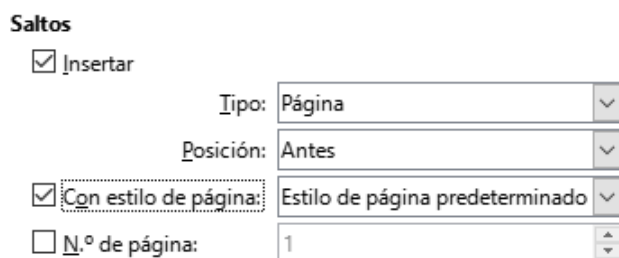 Saltos
Insertar
Tipo: Página
Posición: Antes
Con estilo de página: Estilo de página predeterminado
N.º de página: 1